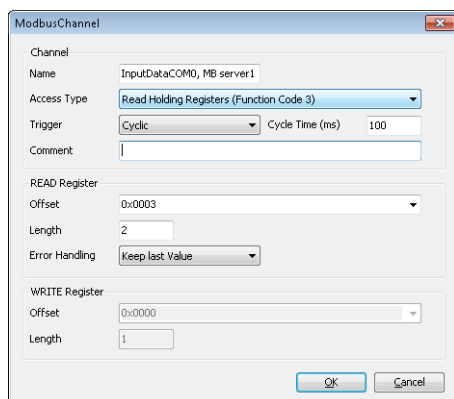 ModbusChannel
Channel
Name InputDataCOM0, MB server1
Access Type Read Holding Registers (Function Code 3)
Trigger Cyclic Cycle Time (ms) 100
Comment
READ Register
Offset 0x0003
Length 2
Error Handling Keep last Value
WRITE Register
Offset 0x0000
Length 1
OK Cancel